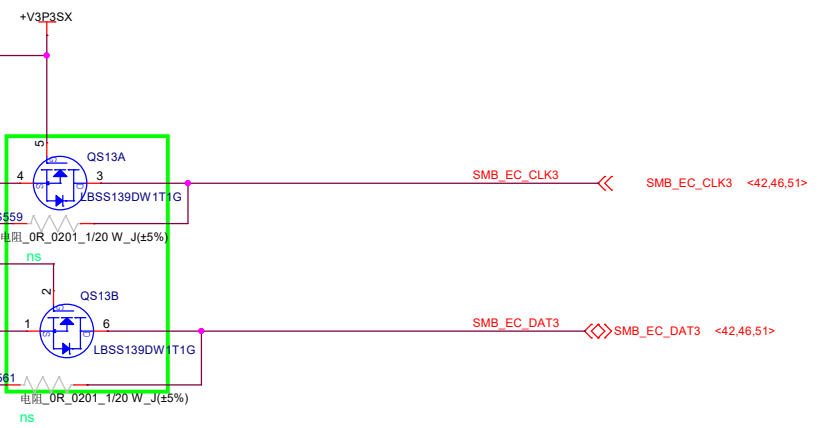 +V3P3SX
5
QS13A
4
3
SMB_EC_CLK3
SMB_EC_CLK3 <42,46,51>
G
S
D
LBSS139DW1T1G
559
电阻_0R_0201_1/20 W_J(±5%)
ns
2
QS13B
1
6
SMB_EC_DAT3
SMB_EC_DAT3 <42,46,51>
G
S
D
LBSS139DW1T1G
561
电阻_0R_0201_1/20 W_J(±5%)
ns